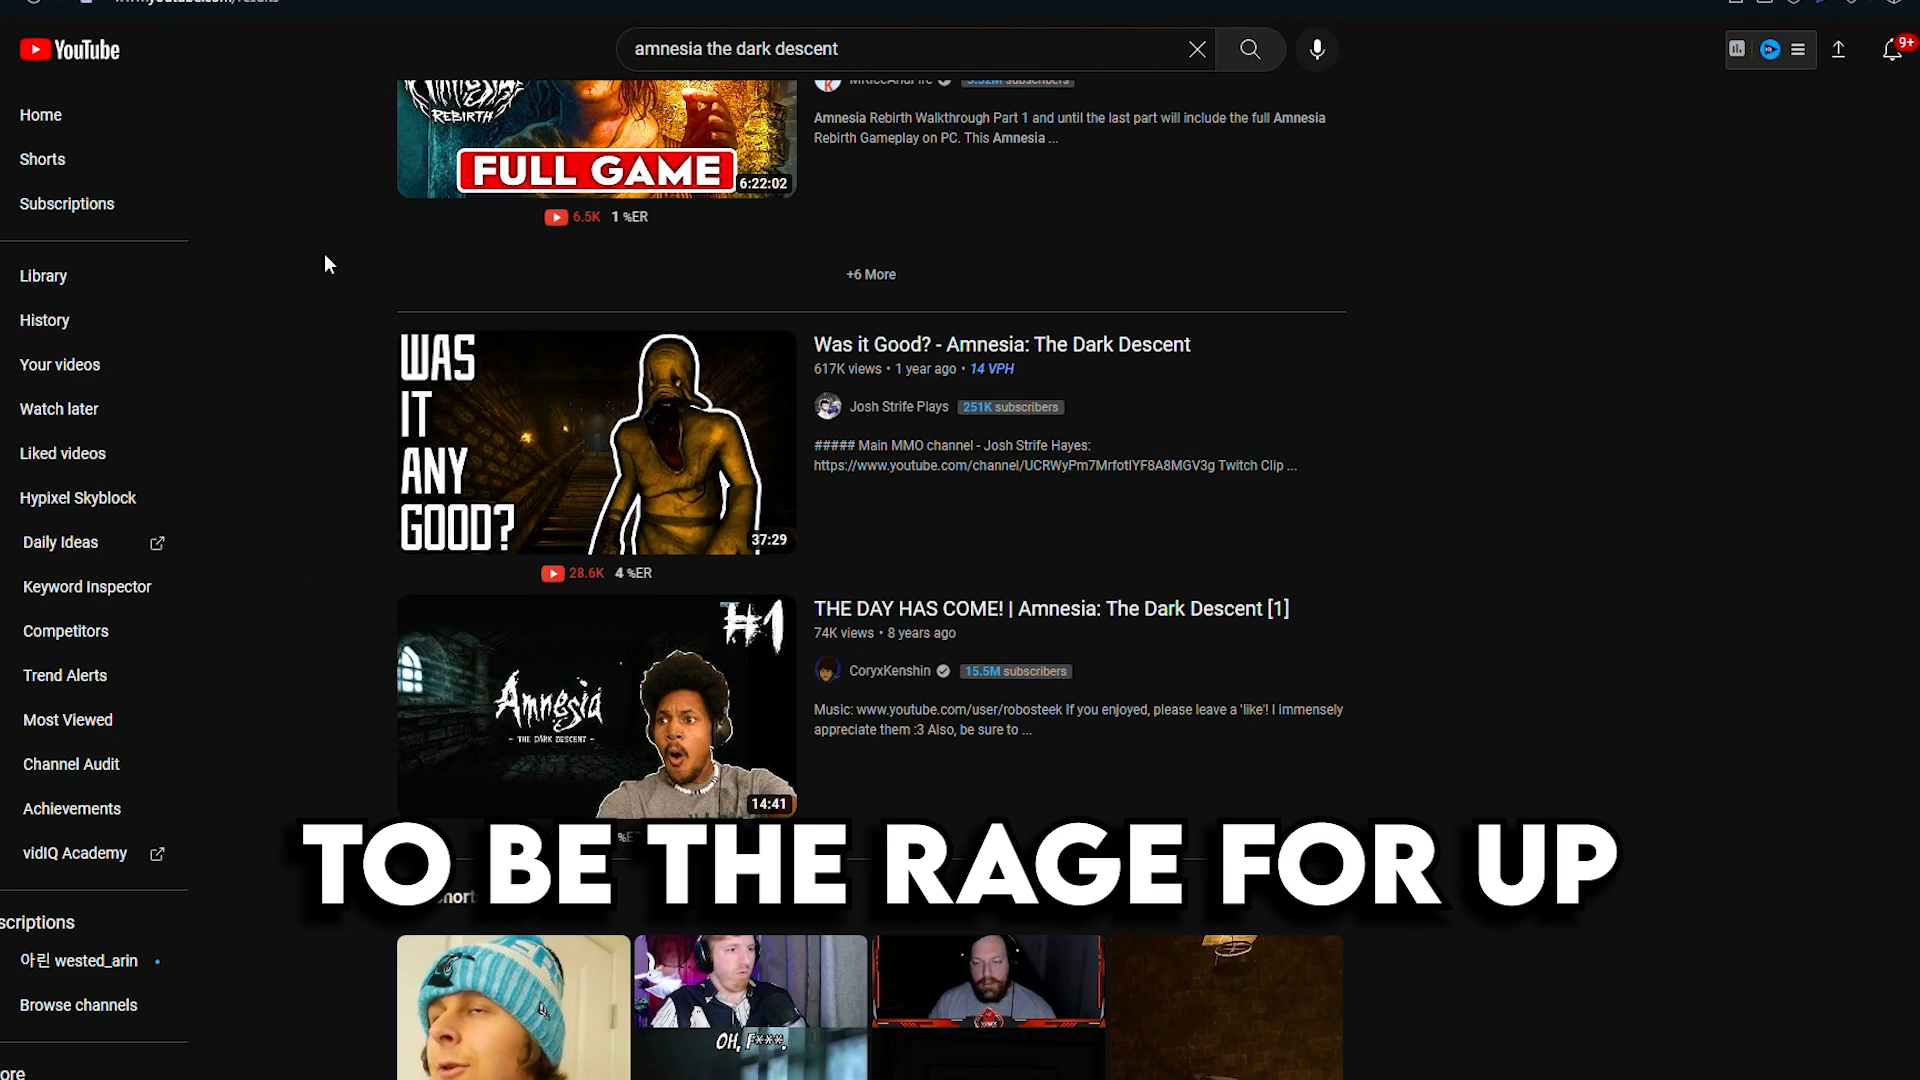 YouTube
amnesia the dark descent
9+
Home
Shorts
Subscriptions
Library
History
Your videos
Watch later
Liked videos
Hypixel Skyblock
Daily Ideas
Keyword Inspector
Competitors
Trend Alerts
Most Viewed
Channel Audit
Achievements
vidIQ Academy
scriptions
아린 wested_arin
Browse channels
REBIRTH
FULL GAME
6:22:02
6.5K 1 %ER
Amnesia Rebirth Walkthrough Part 1 and until the last part will include the full Amnesia
Rebirth Gameplay on PC. This Amnesia ...
+6 More
WAS
IT
ANY
GOOD?
37:29
28.6K 4 %ER
Was it Good? - Amnesia: The Dark Descent
617K views • 1 year ago • 14 VPH
Josh Strife Plays 251K subscribers
##### Main MMO channel - Josh Strife Hayes:
https://www.youtube.com/channel/UCRWyPm7MrfotIYF8A8MGV3g Twitch Clip ...
#1
Amnesia
- THE DARK DESCENT -
14:41
THE DAY HAS COME! | Amnesia: The Dark Descent [1]
74K views • 8 years ago
CoryxKenshin 15.5M subscribers
Music: www.youtube.com/user/robosteek If you enjoyed, please leave a 'like'! I immensely
appreciate them :3 Also, be sure to ...
TO BE THE RAGE FOR UP
OH, F***.